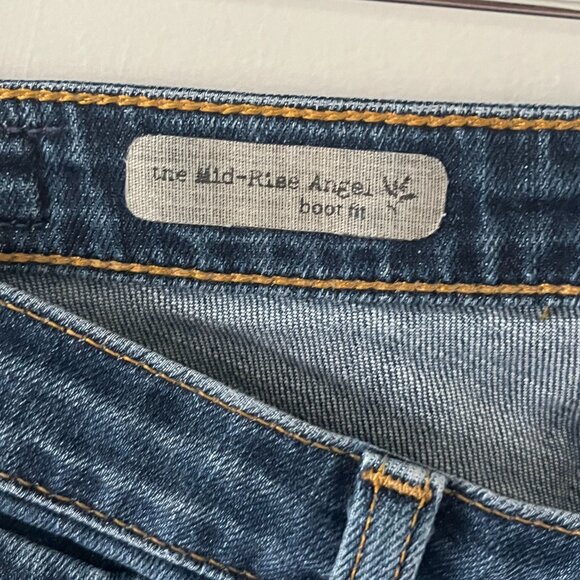 the Mid-Rise Angel
boot fit